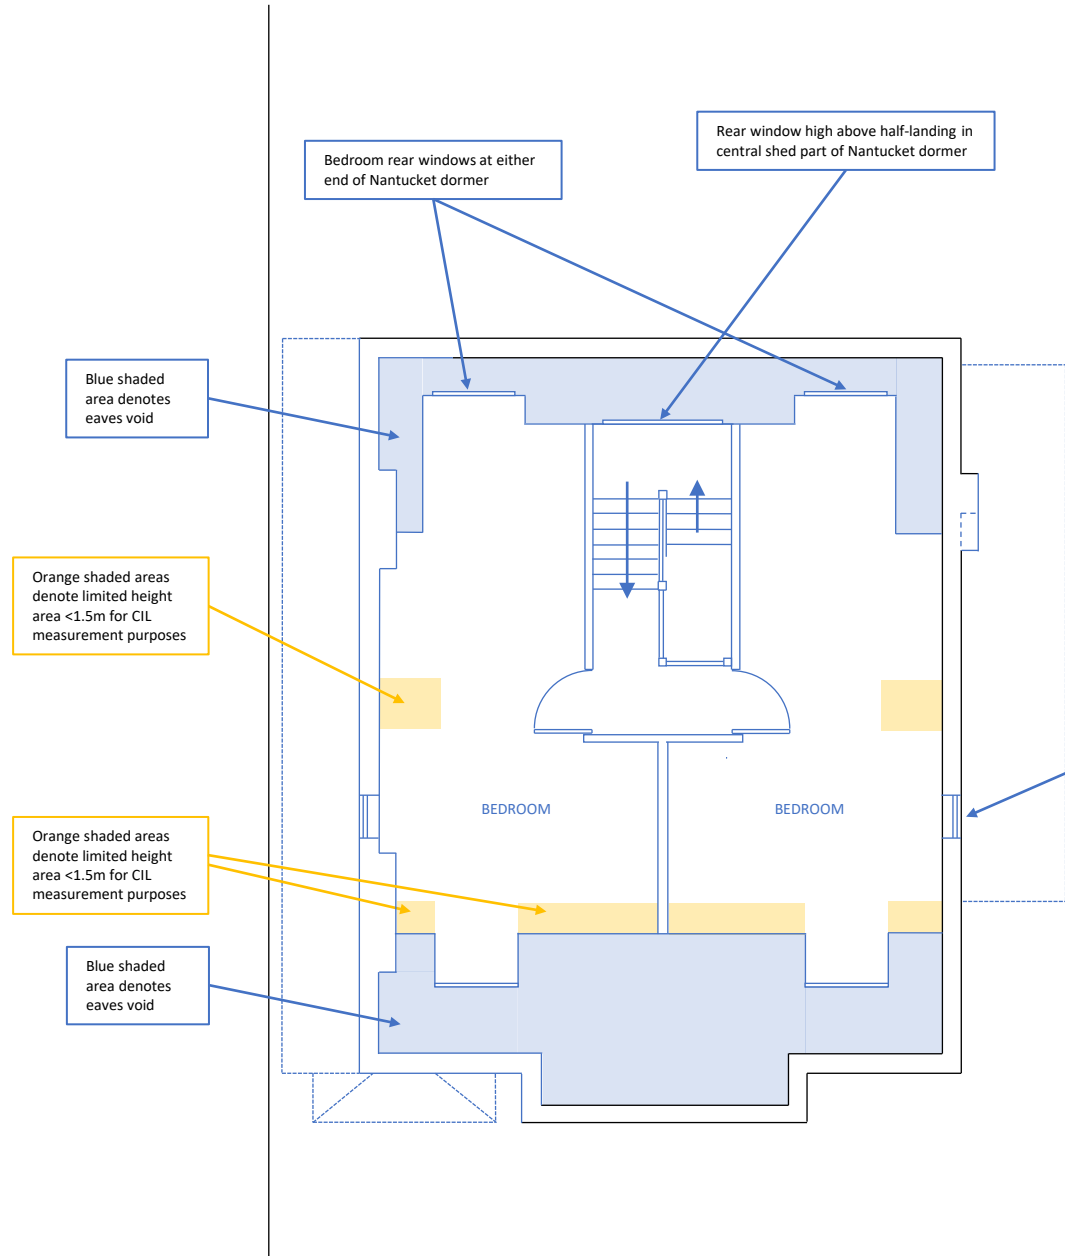 Rear window high above half-landing in
central shed part of Nantucket dormer
Bedroom rear windows at either
end of Nantucket dormer
Blue shaded
area denotes
eaves void
Orange shaded areas
denote limited height
area <1.5m for CIL
measurement purposes
BEDROOM
BEDROOM
Orange shaded areas
denote limited height
area <1.5m for CIL
measurement purposes
Blue shaded
area denotes
eaves void